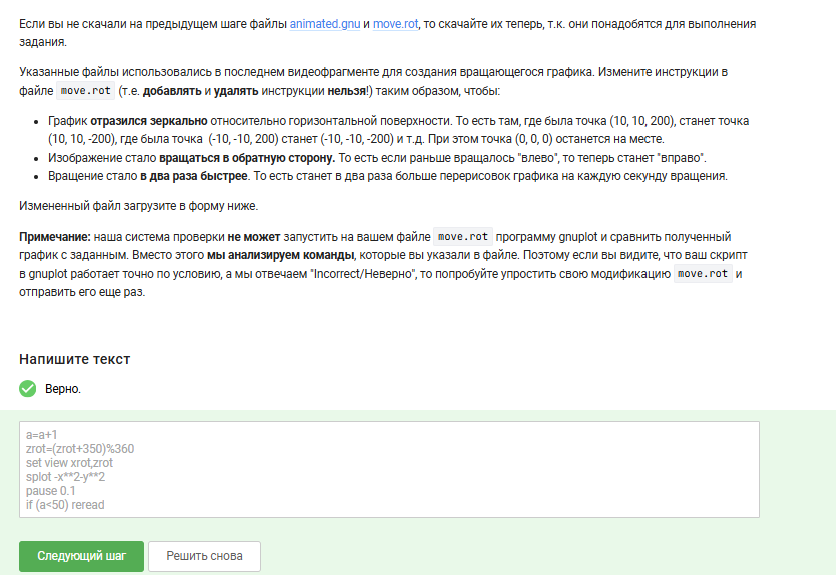 Если вы не скачали на предыдущем шаге файлы animated.gnu и move.rot, то скачайте их теперь, т.к. они понадобятся для выполнения
задания.
Указанные файлы использовались в последнем видеофрагменте для создания вращающегося графика. Измените инструкции в
файле move.rot (т.е. добавлять и удалять инструкции нельзя!) таким образом, чтобы:
• График отразился зеркально относительно горизонтальной поверхности. То есть там, где была точка (10, 10, 200), станет точка
(10, 10, -200), где была точка (-10, -10, 200) станет (-10, -10, -200) и т.д. При этом точка (0, 0, 0) останется на месте.
• Изображение стало вращаться в обратную сторону. То есть если раньше вращалось "влево", то теперь станет "вправо".
• Вращение стало в два раза быстрее. То есть станет в два раза больше перерисовок графика на каждую секунду вращения.
Измененный файл загрузите в форму ниже.
Примечание: наша система проверки не может запустить на вашем файле move.rot программу gnuplot и сравнить полученный
график с заданным. Вместо этого мы анализируем команды, которые вы указали в файле. Поэтому если вы видите, что ваш скрипт
в gnuplot работает точно по условию, а мы отвечаем "Incorrect/Неверно", то попробуйте упростить свою модификацию move.rot и
отправить его еще раз.
Напишите текст
Верно.
a=a+1
zrot=(zrot+350)%360
set view xrot,zrot
splot -x**2-y**2
pause 0.1
if (a<50) reread
Следующий шаг Решить снова